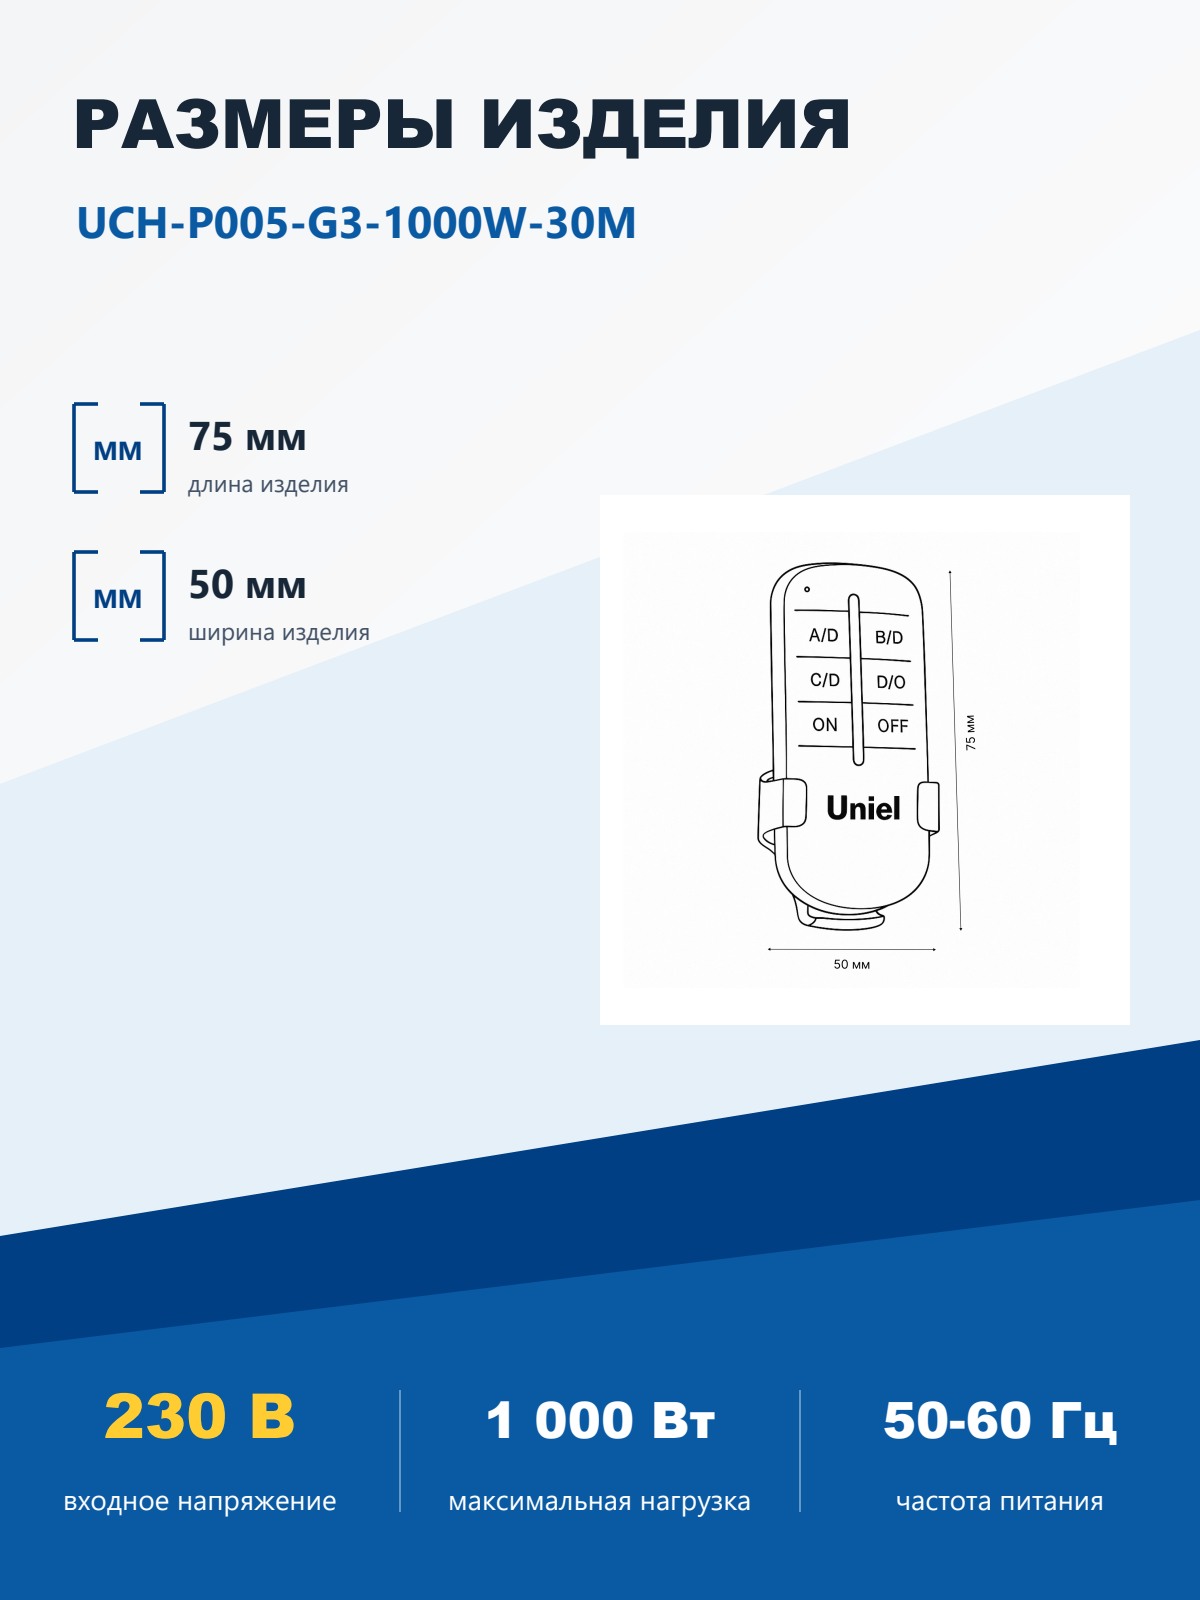 РАЗМЕРЫ ИЗДЕЛИЯ
UCH-P005-G3-1000W-30M
мм
75 мм
длина изделия
мм
50 мм
ширина изделия
A/D B/D
C/D D/O
ON OFF
Uniel
75 мм
50 мм
230 В
входное напряжение
1 000 Вт
максимальная нагрузка
50-60 Гц
частота питания